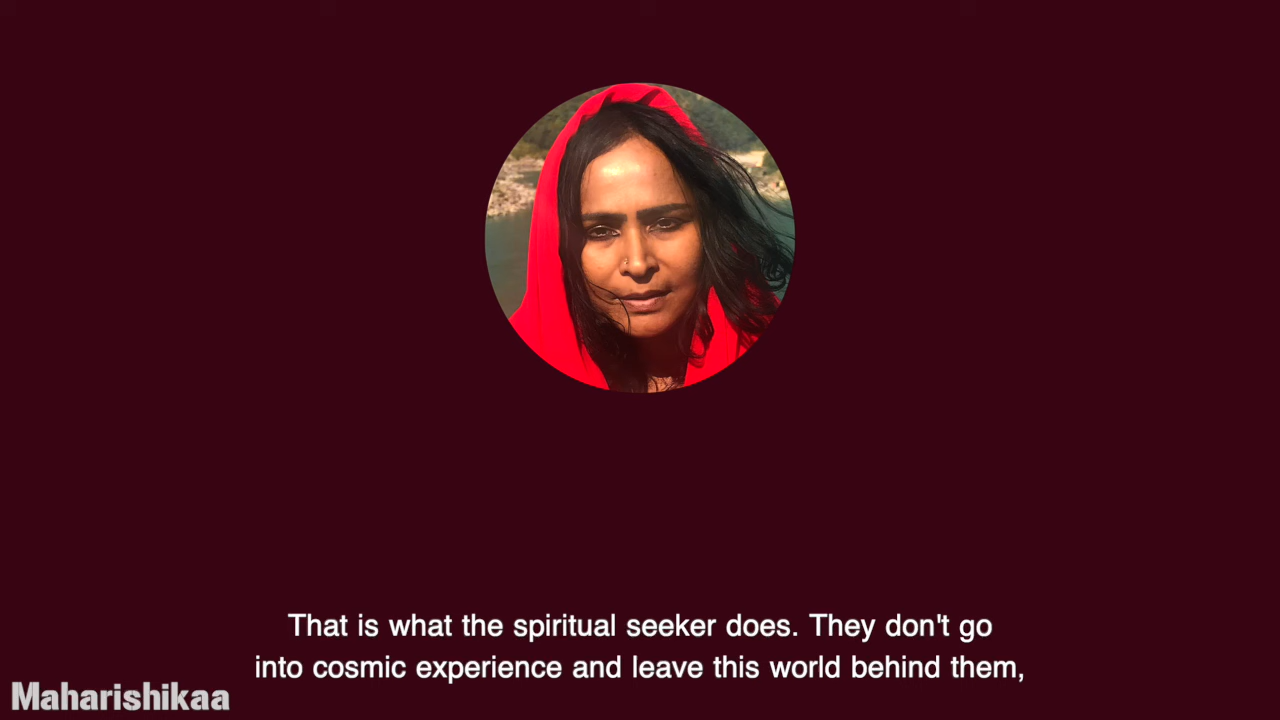 That is what the spiritual seeker does. They don't go
into cosmic experience and leave this world behind them,
Maharishikaa